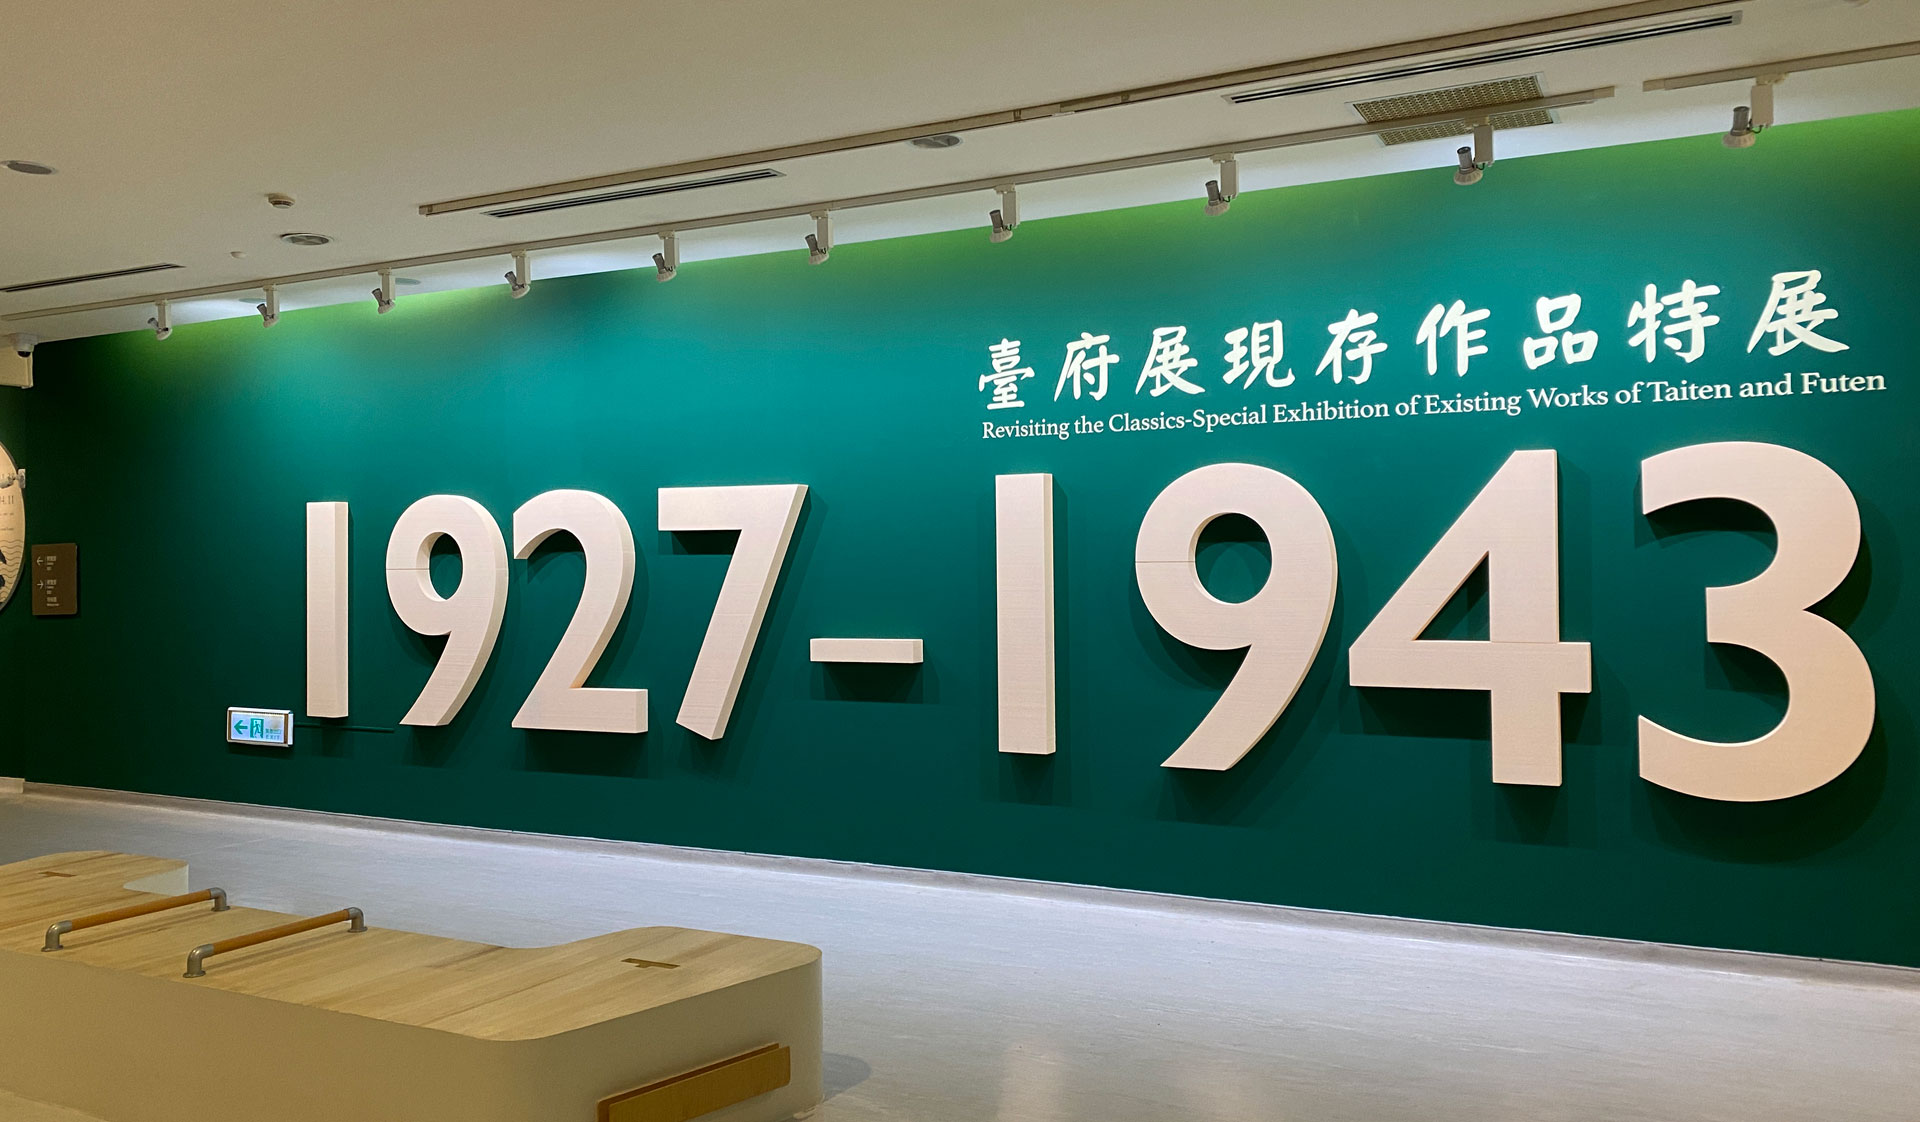 臺府展現存作品特展
Revisiting the Classics-Special Exhibition of Existing Works of Taiten and Futen
1927-1943